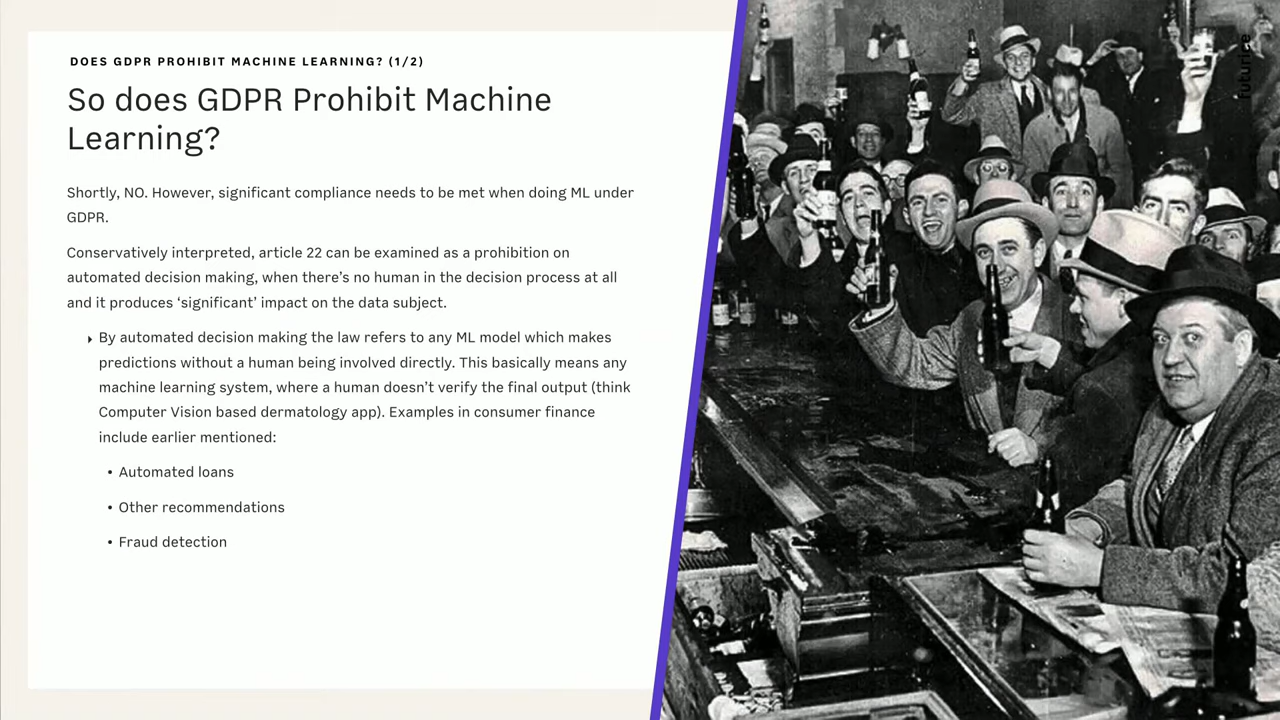 DOES GDPR PROHIBIT MACHINE LEARNING? (1/2)
So does GDPR Prohibit Machine
Learning?
Shortly, NO. However, significant compliance needs to be met when doing ML under
GDPR.
Conservatively interpreted, article 22 can be examined as a prohibition on
automated decision making, when there’s no human in the decision process at all
and it produces ‘significant’ impact on the data subject.
By automated decision making the law refers to any ML model which makes
predictions without a human being involved directly. This basically means any
machine learning system, where a human doesn’t verify the final output (think
Computer Vision based dermatology app). Examples in consumer finance
include earlier mentioned:
• Automated loans
• Other recommendations
• Fraud detection
futurice